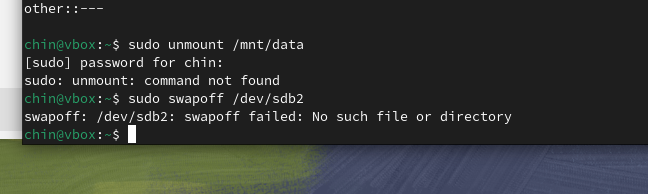 other::---
chin@vbox:~$ sudo unmount /mnt/data
[sudo] password for chin:
sudo: unmount: command not found
chin@vbox:~$ sudo swapoff /dev/sdb2
swapoff: /dev/sdb2: swapoff failed: No such file or directory
chin@vbox:~$